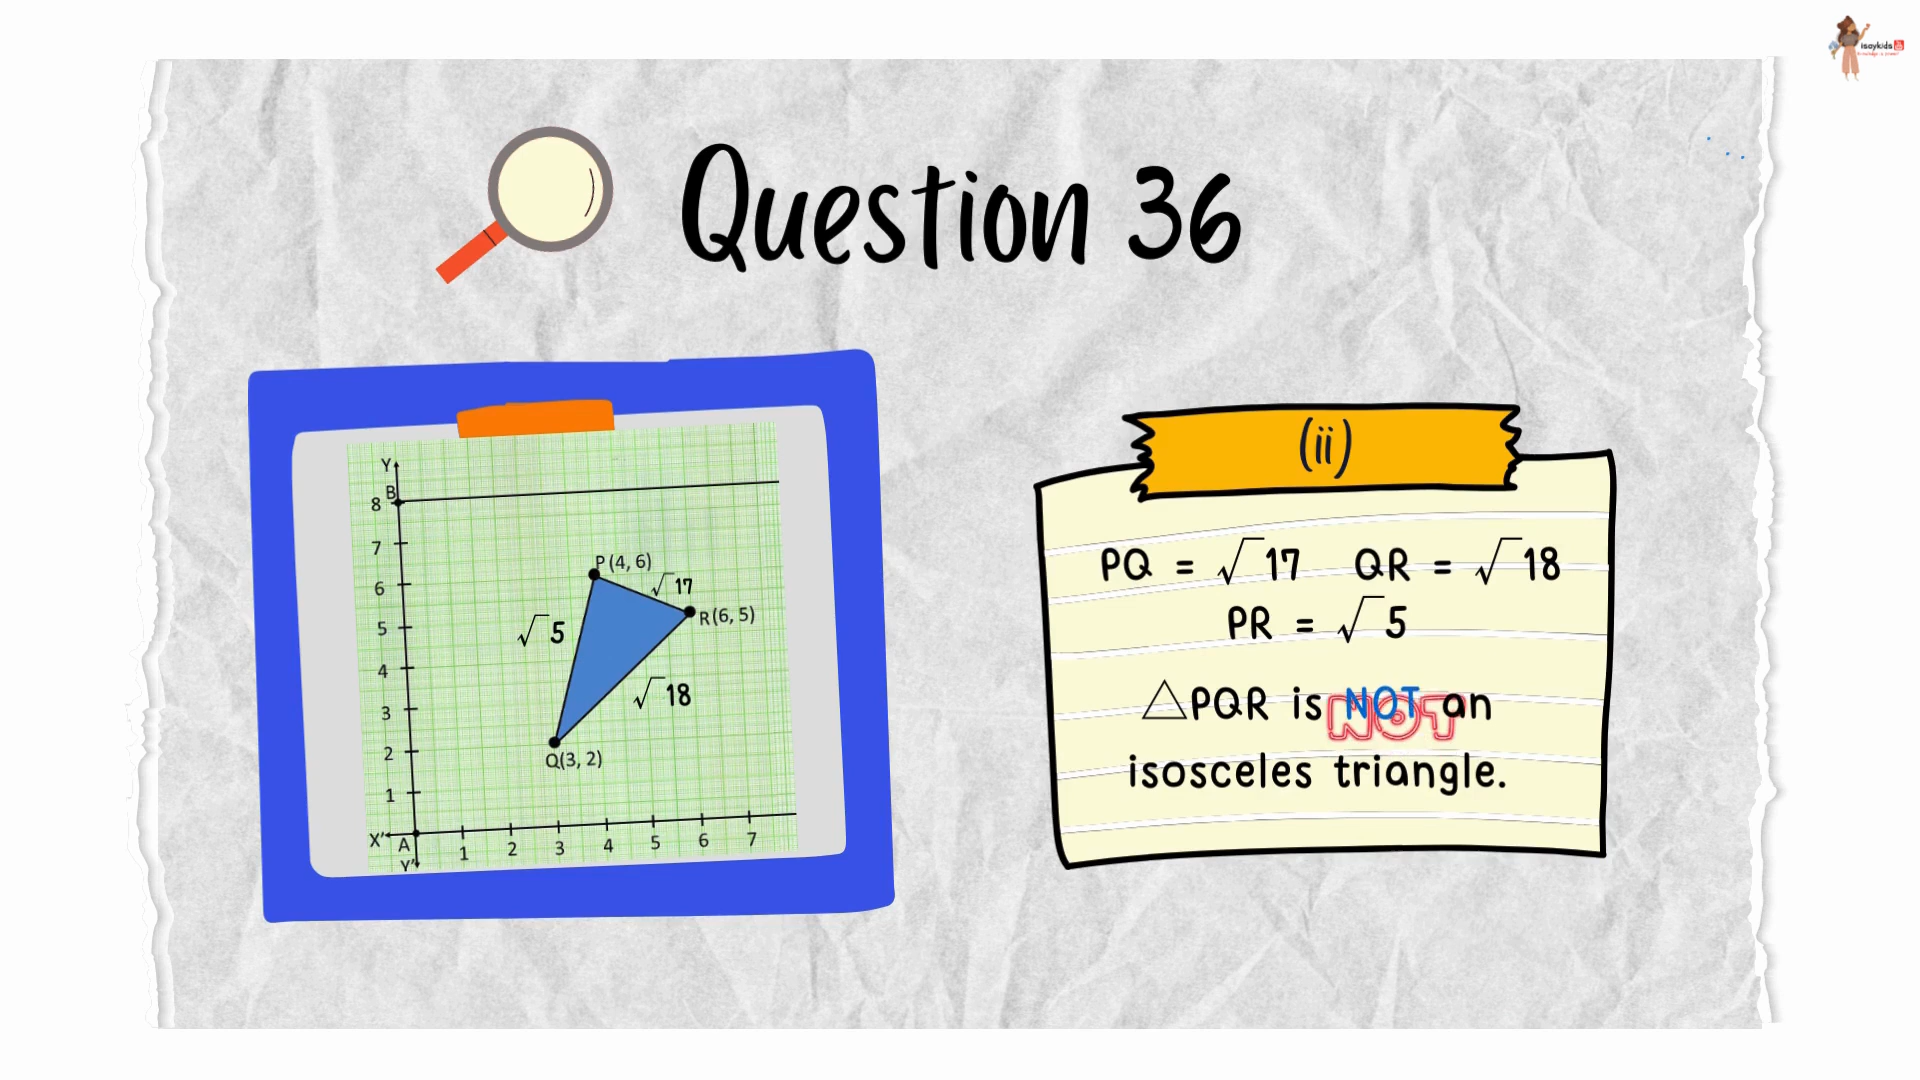 isaykids
Question 36
Y
B
8
7
6
5
4
3
2
1
X'
A
Y'
1 2 3 4 5 6 7
P (4, 6)
√17
R (6, 5)
√5
√18
Q(3, 2)
(ii)
PQ = √17 QR = √18
PR = √5
△PQR is NOT an
NOT
isosceles triangle.